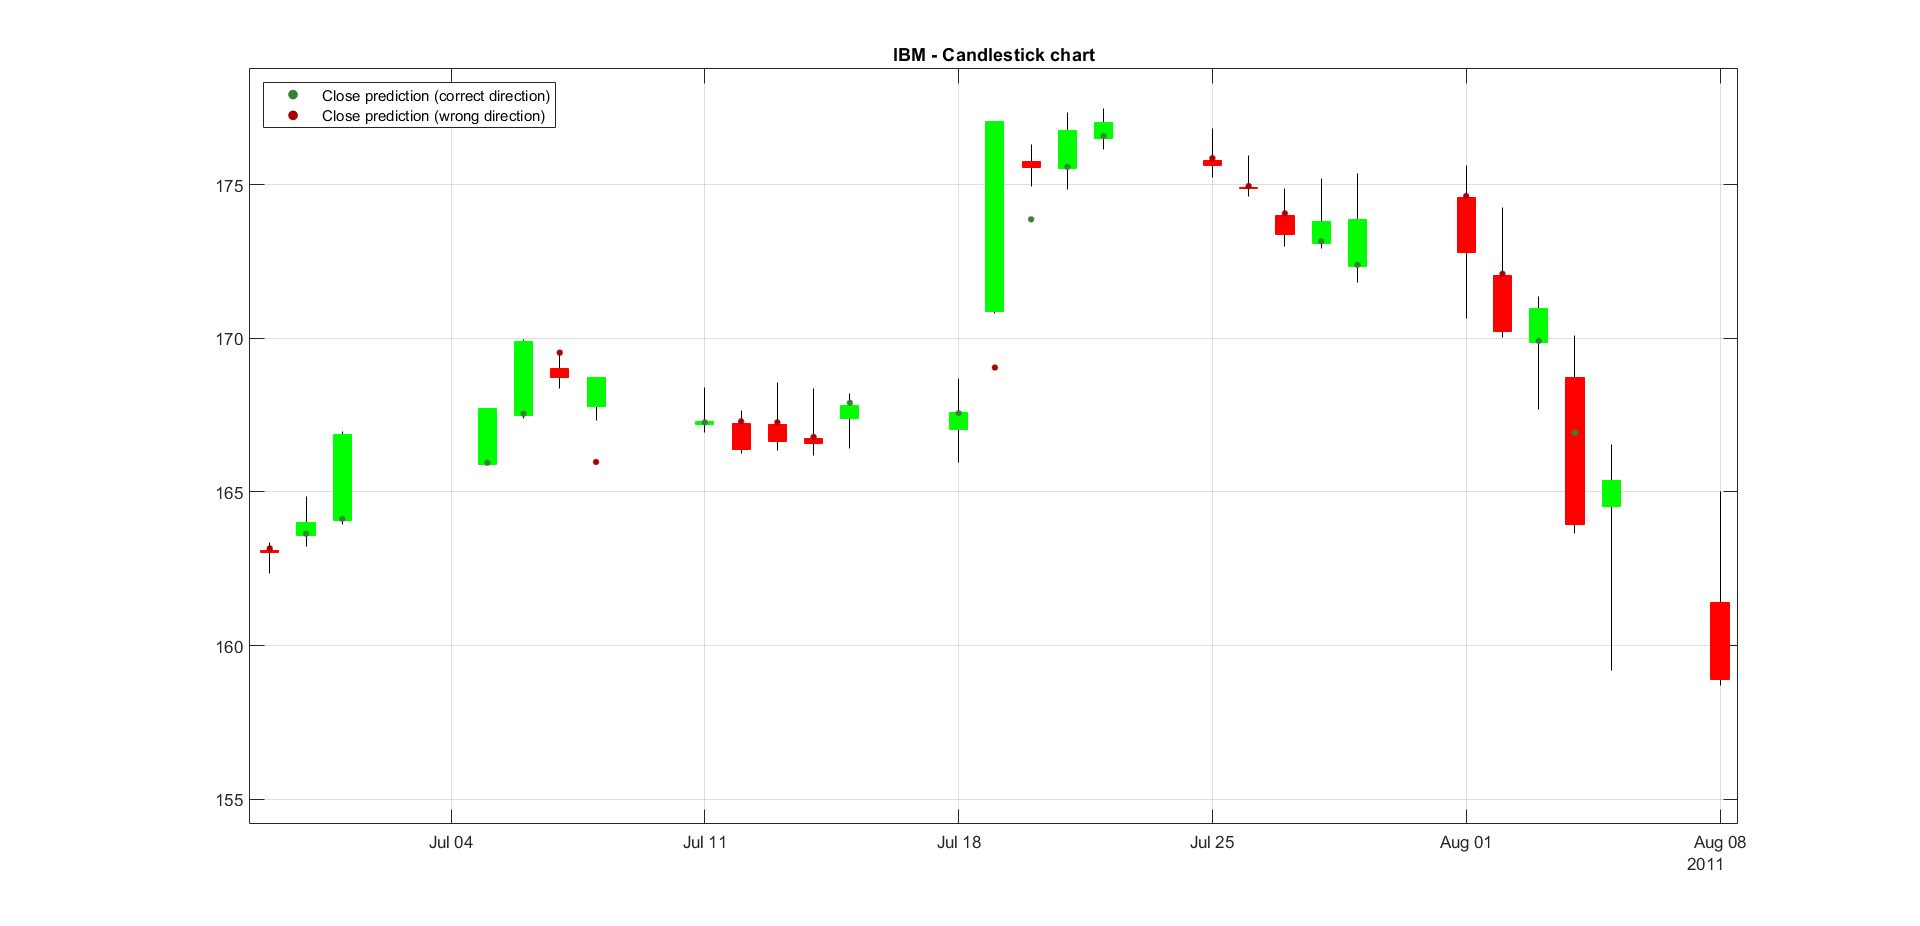 IBM - Candlestick chart
Close prediction (correct direction)
Close prediction (wrong direction)
175
170
165
160
155
Jul 04 Jul 11 Jul 18 Jul 25 Aug 01 Aug 08
2011